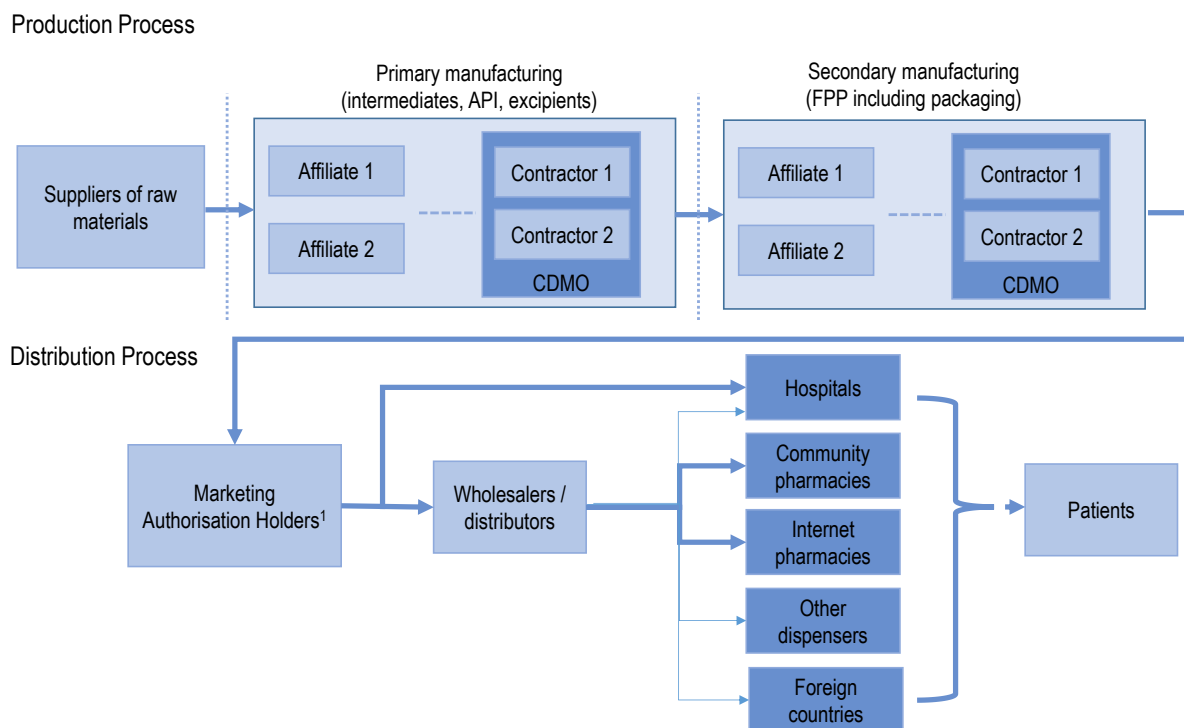 Production Process
Primary manufacturing
(intermediates, API, excipients)
Secondary manufacturing
(FPP including packaging)
Suppliers of raw
materials
Affiliate 1
Affiliate 2
Contractor 1
Contractor 2
CDMO
Affiliate 1
Affiliate 2
Contractor 1
Contractor 2
CDMO
Distribution Process
Marketing
Authorisation Holders¹
Wholesalers /
distributors
Hospitals
Community
pharmacies
Internet
pharmacies
Other
dispensers
Foreign
countries
Patients